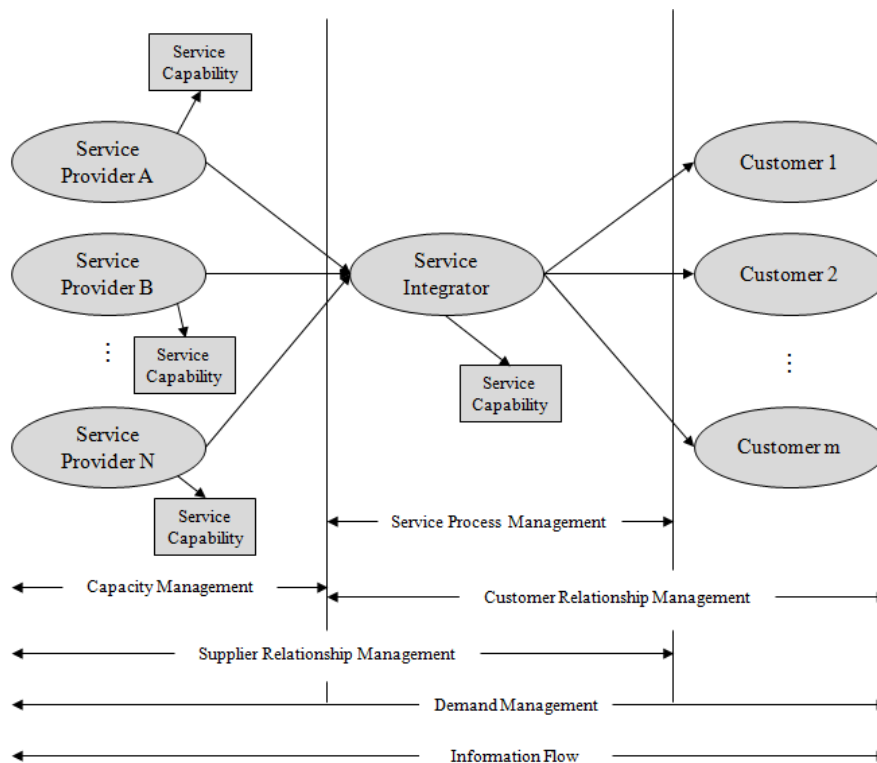 Service
Capability
Service
Provider A
Customer 1
Service
Provider B
Service
Integrator
Customer 2
⋮
Service
Capability
⋮
Service
Capability
Service
Provider N
Customer m
Service
Capability
Service Process Management
Capacity Management
Customer Relationship Management
Supplier Relationship Management
Demand Management
Information Flow